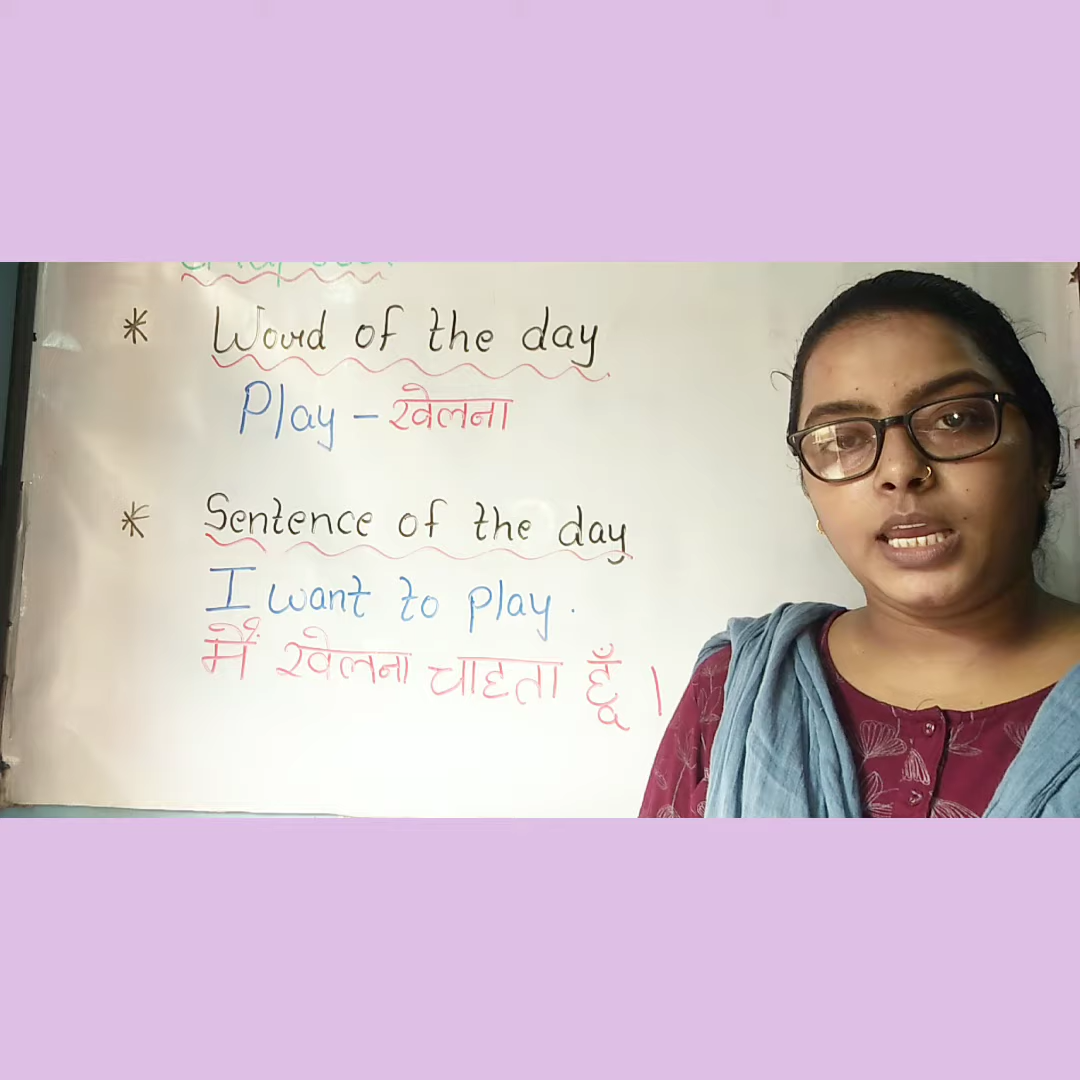 * Word of the day
Play – खेलना
* Sentence of the day
I want to play.
मैं खेलना चाहता हूँ ।